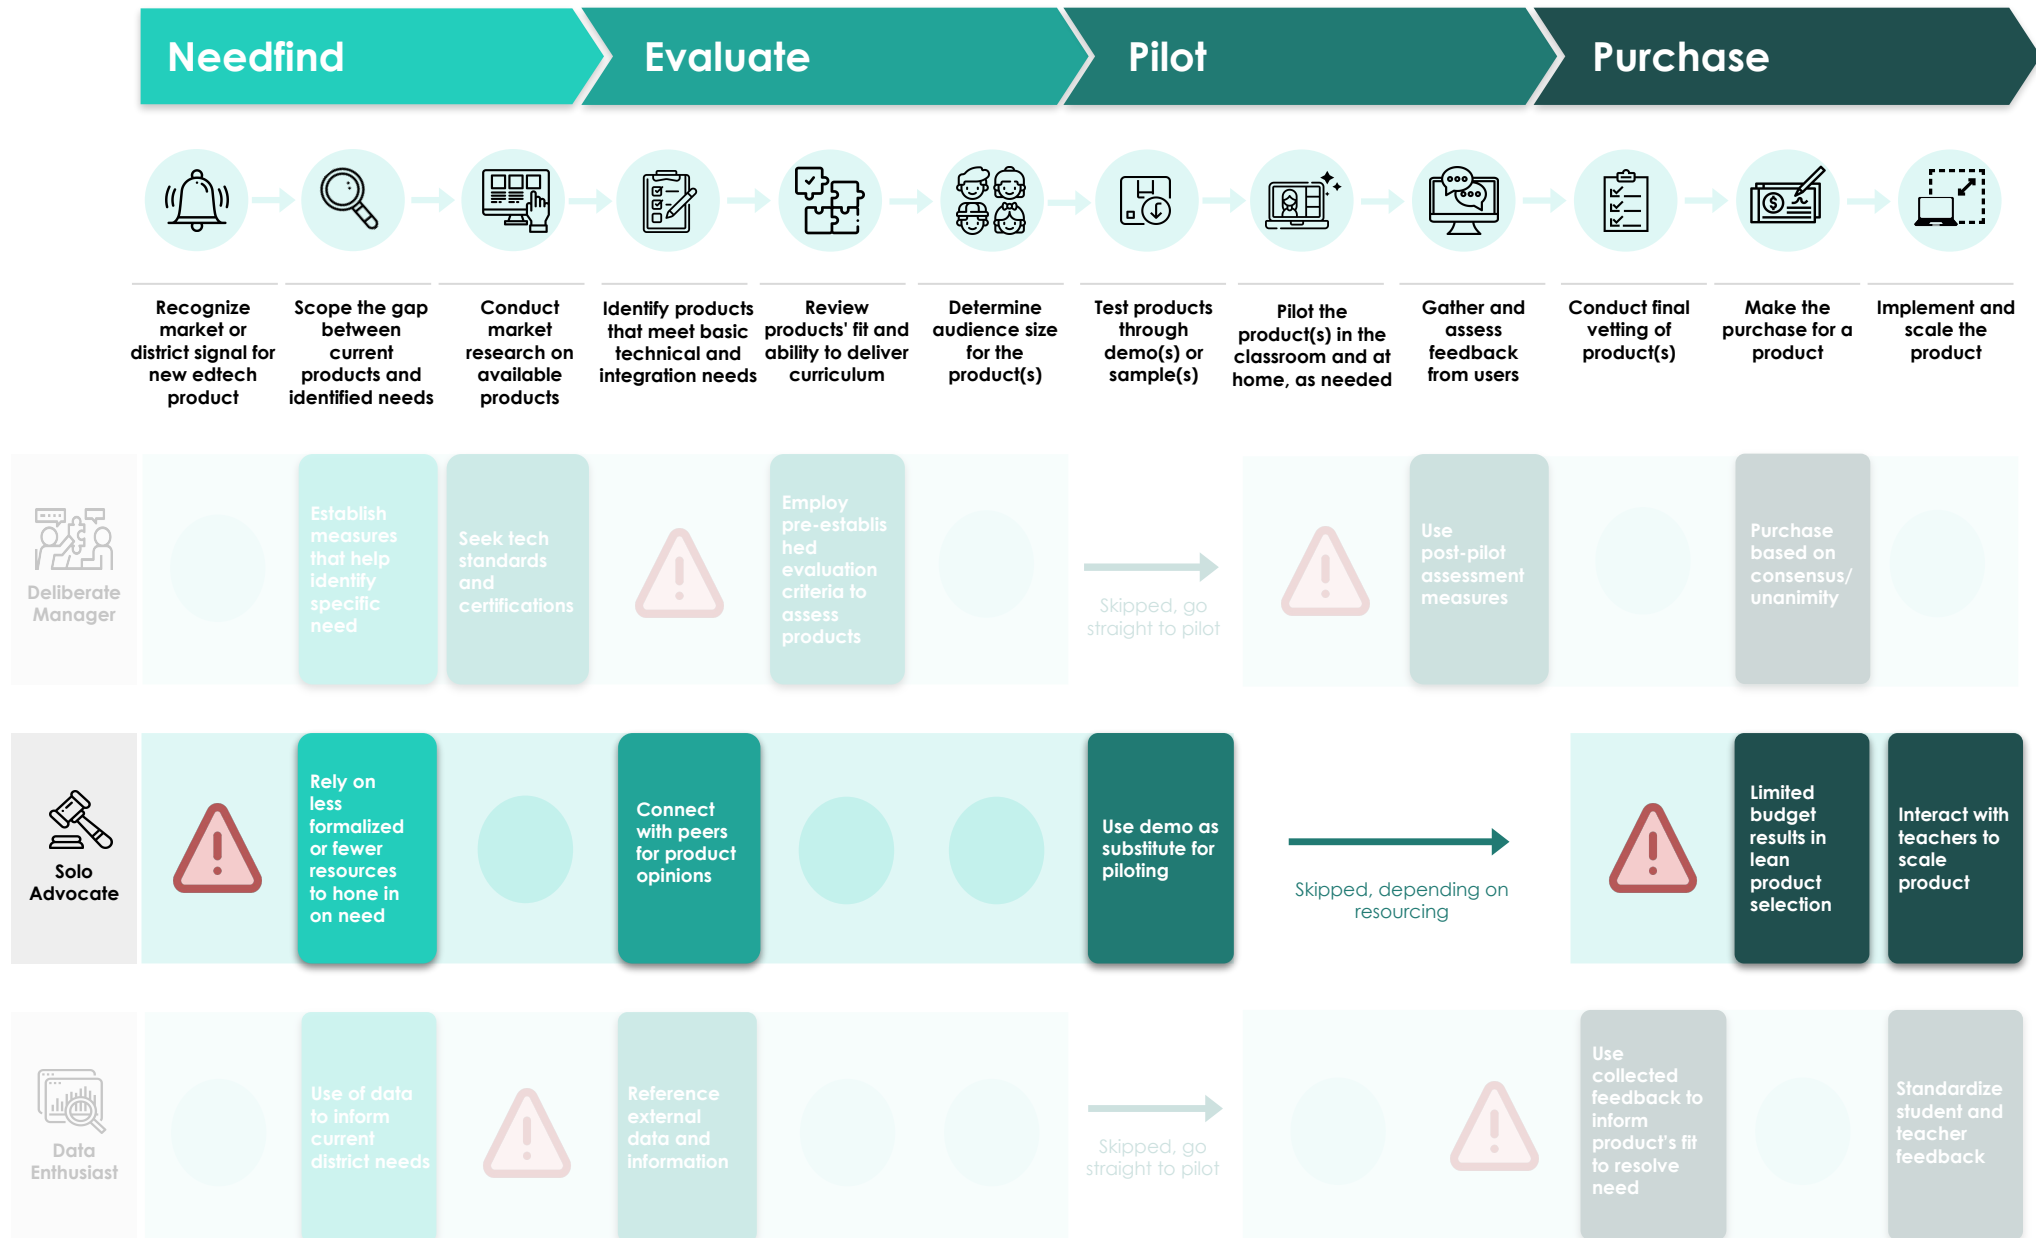 Needfind
Evaluate
Pilot
Purchase
Recognize
market or
district signal for
new edtech
product
Scope the gap
between
current
products and
identified needs
Conduct
market
research on
available
products
Identify products
that meet basic
technical and
integration needs
Review
products' fit and
ability to deliver
curriculum
Determine
audience size
for the
product(s)
Test products
through
demo(s) or
sample(s)
Pilot the
product(s) in the
classroom and at
home, as needed
Gather and
assess
feedback
from users
Conduct final
vetting of
product(s)
Make the
purchase for a
product
Implement and
scale the
product
Deliberate
Manager
Establish
measures
that help
identify
specific
need
Seek tech
standards
and
certifications
Employ
pre-establis
hed
evaluation
criteria to
assess
products
Skipped, go
straight to pilot
Use
post-pilot
assessment
measures
Purchase
based on
consensus/
unanimity
Solo
Advocate
Rely on
less
formalized
or fewer
resources
to hone in
on need
Connect
with peers
for product
opinions
Use demo as
substitute for
piloting
Skipped, depending on
resourcing
Limited
budget
results in
lean
product
selection
Interact with
teachers to
scale
product
Data
Enthusiast
Use of data
to inform
current
district needs
Reference
external
data and
information
Skipped, go
straight to pilot
Use
collected
feedback to
inform
product's fit
to resolve
need
Standardize
student and
teacher
feedback